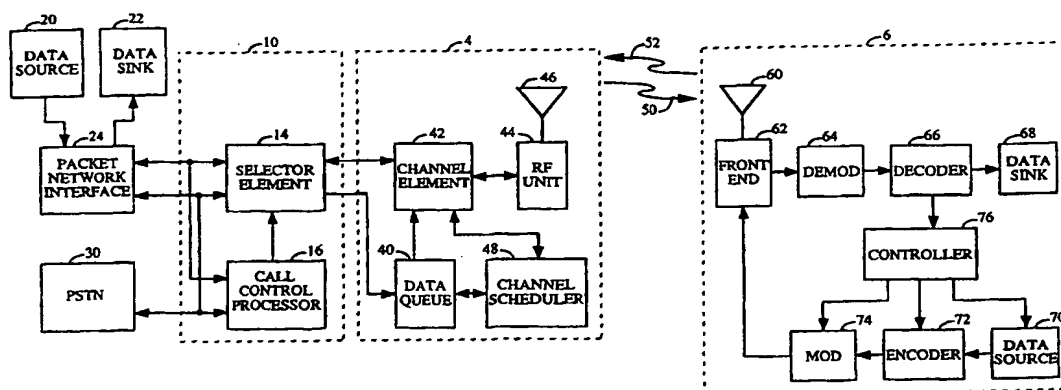 20
DATA
SOURCE
22
DATA
SINK
24
PACKET
NETWORK
INTERFACE
30
PSTN
10
14
SELECTOR
ELEMENT
16
CALL
CONTROL
PROCESSOR
4
42
CHANNEL
ELEMENT
46
44
RF
UNIT
40
DATA
QUEUE
48
CHANNEL
SCHEDULER
52
50
6
60
62
FRONT
END
64
DEMOD
66
DECODER
68
DATA
SINK
76
CONTROLLER
74
MOD
72
ENCODER
70
DATA
SOURCE